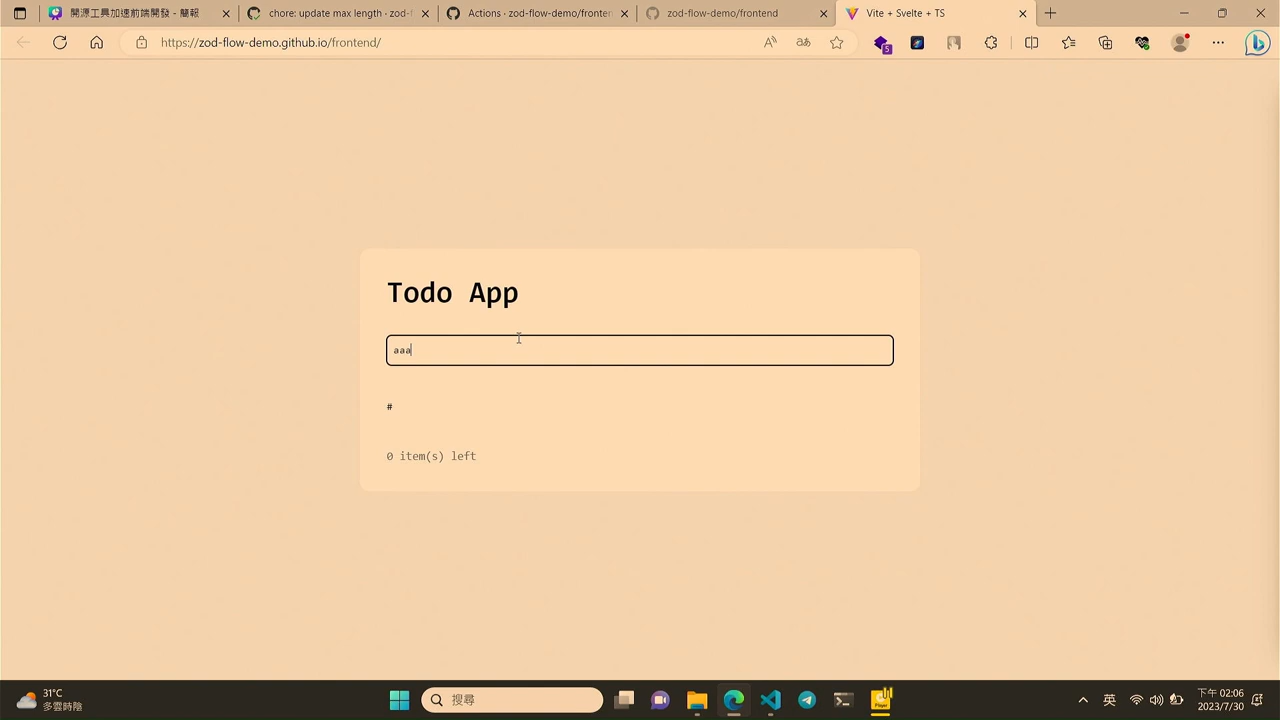 開源工具加速前端開發 - 簡報
chore: update max length · zod-f
Actions · zod-flow-demo/fronten
zod-flow-demo/frontend
Vite + Svelte + TS
https://zod-flow-demo.github.io/frontend/
5
Todo App
aaa
#
0 item(s) left
31°C
多雲時陰
搜尋
英
下午 02:06
2023/7/30